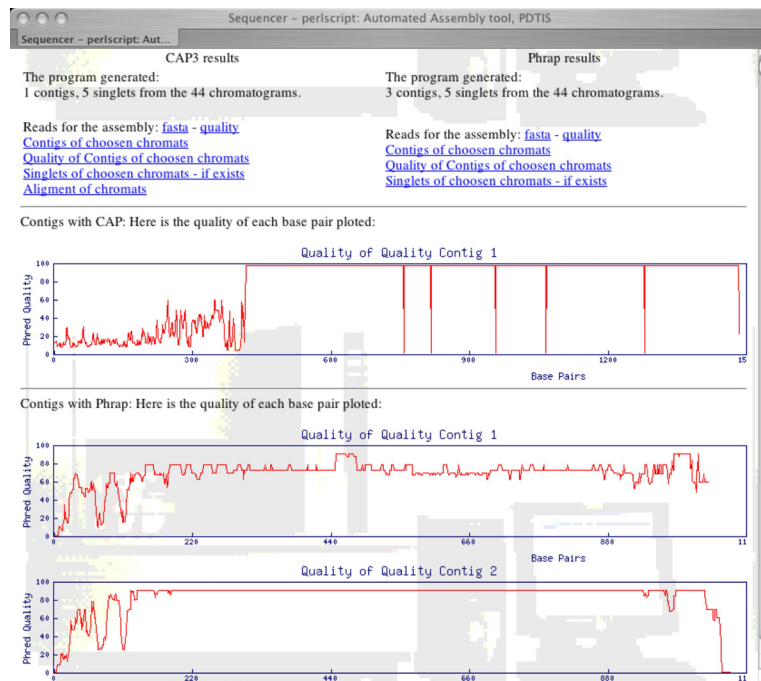 Sequencer – perlscript: Automated Assembly tool, PDTIS
Sequencer – perlscript: Aut...
CAP3 results
The program generated:
1 contigs, 5 singlets from the 44 chromatograms.
Reads for the assembly: fasta - quality
Contigs of choosen chromats
Quality of Contigs of choosen chromats
Singlets of choosen chromats - if exists
Aligment of chromats
Phrap results
The program generated:
3 contigs, 5 singlets from the 44 chromatograms.
Reads for the assembly: fasta - quality
Contigs of choosen chromats
Quality of Contigs of choosen chromats
Singlets of choosen chromats - if exists
Contigs with CAP: Here is the quality of each base pair ploted:
Quality of Quality Contig 1
Phred Quality
100
80
60
40
20
0
0 300 600 900 1200 15
Base Pairs
Contigs with Phrap: Here is the quality of each base pair ploted:
Quality of Quality Contig 1
Phred Quality
100
80
60
40
20
0
0 220 440 660 880 11
Base Pairs
Quality of Quality Contig 2
Phred Quality
100
80
60
40
20
0
0 220 440 660 880 11